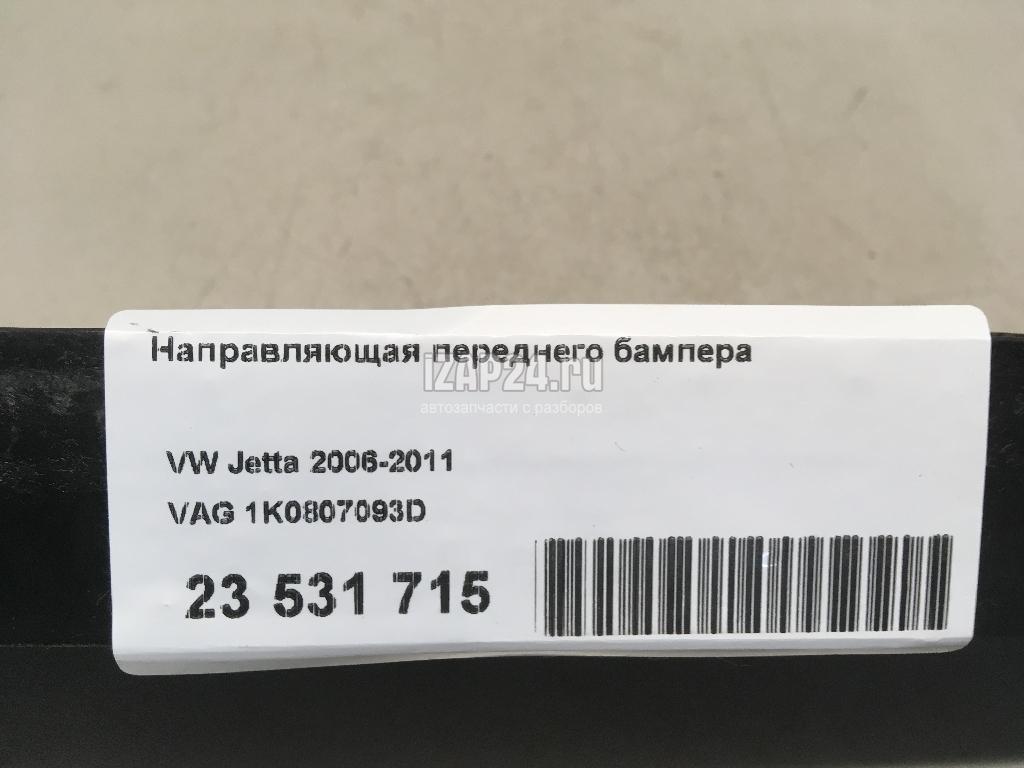 Направляющая переднего бампера
iZAP24.ru
автозапчасти с разборов
VW Jetta 2006-2011
VAG 1K0807093D
23 531 715